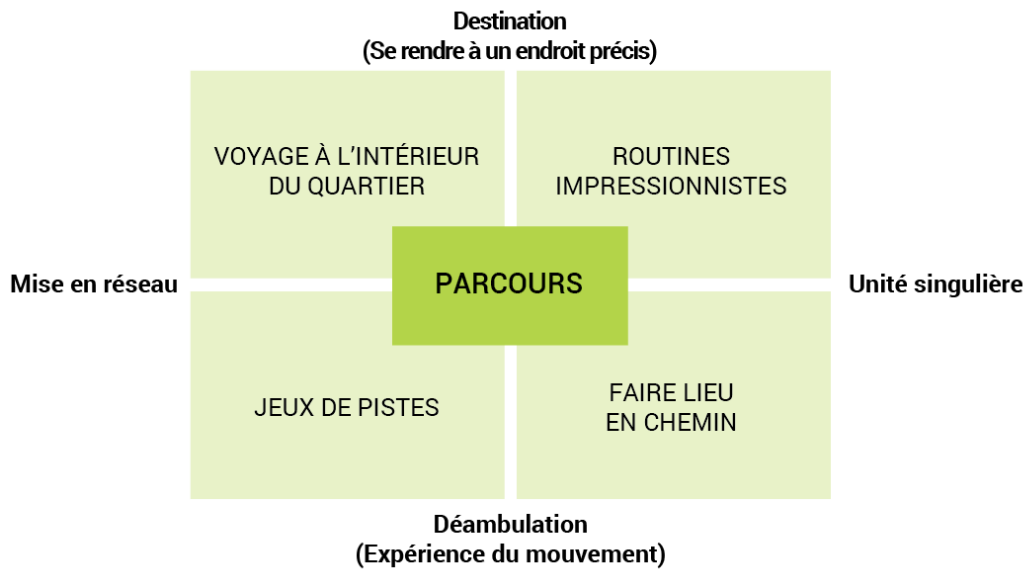 Destination
(Se rendre à un endroit précis)
VOYAGE À L’INTÉRIEUR
DU QUARTIER
ROUTINES
IMPRESSIONNISTES
Mise en réseau
PARCOURS
Unité singulière
JEUX DE PISTES
FAIRE LIEU
EN CHEMIN
Déambulation
(Expérience du mouvement)